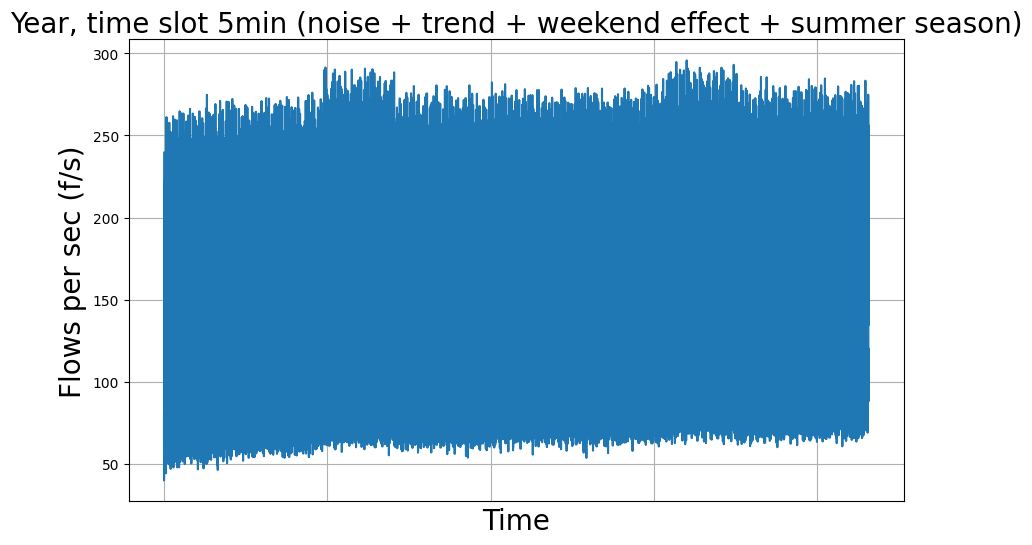 Year, time slot 5min (noise + trend + weekend effect + summer season)
300
250
200
150
100
50
Flows per sec (f/s)
Time